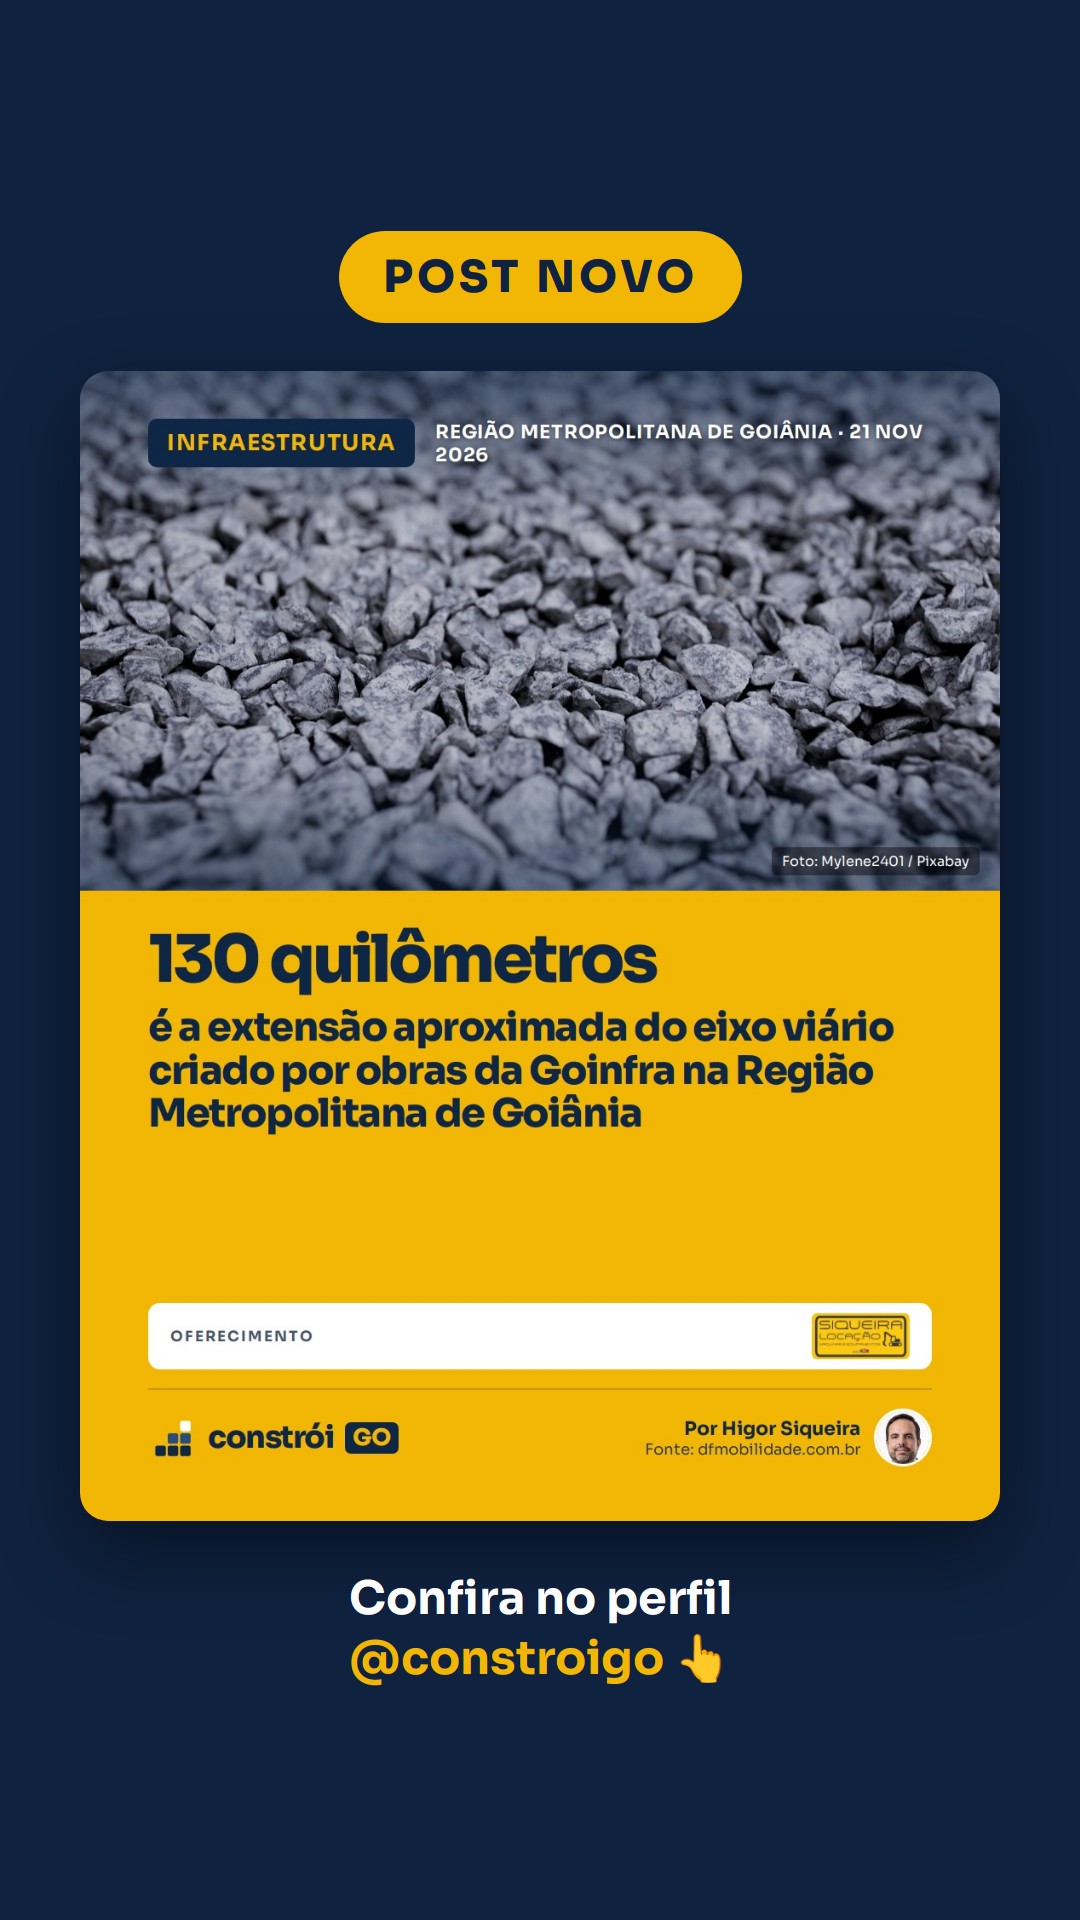 POST NOVO
INFRAESTRUTURA
REGIÃO METROPOLITANA DE GOIÂNIA · 21 NOV
2026
Foto: Mylene2401 / Pixabay
130 quilômetros
é a extensão aproximada do eixo viário
criado por obras da Goinfra na Região
Metropolitana de Goiânia
OFERECIMENTO
SIQUEIRA
LOCAÇÃO
constrói GO
Por Higor Siqueira
Fonte: dfmobilidade.com.br
Confira no perfil
@constroigo 👆